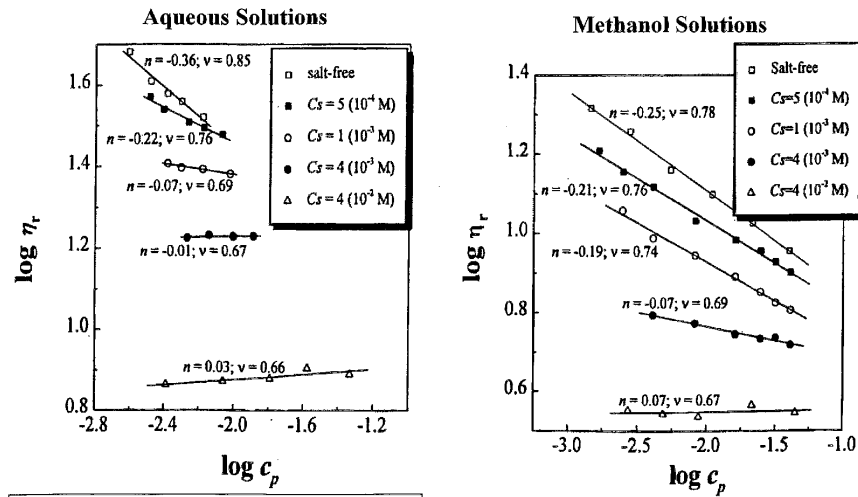 Aqueous Solutions
1.6
1.4
1.2
1.0
0.8
-2.8
-2.4
-2.0
-1.6
-1.2
log ηr
log cp
n = -0.36; ν = 0.85
n = -0.22; ν = 0.76
n = -0.07; ν = 0.69
n = -0.01; ν = 0.67
n = 0.03; ν = 0.66
salt-free
Cs = 5 (10⁻⁴ M)
Cs = 1 (10⁻³ M)
Cs = 4 (10⁻³ M)
Cs = 4 (10⁻² M)
Methanol Solutions
1.4
1.2
1.0
0.8
0.6
-3.0
-2.5
-2.0
-1.5
-1.0
log ηr
log cp
n = -0.25; ν = 0.78
n = -0.21; ν = 0.76
n = -0.19; ν = 0.74
n = -0.07; ν = 0.69
n = 0.07; ν = 0.67
Salt-free
Cs=5 (10⁻⁴ M)
Cs=1 (10⁻³ M)
Cs=4 (10⁻³ M)
Cs=4 (10⁻² M)